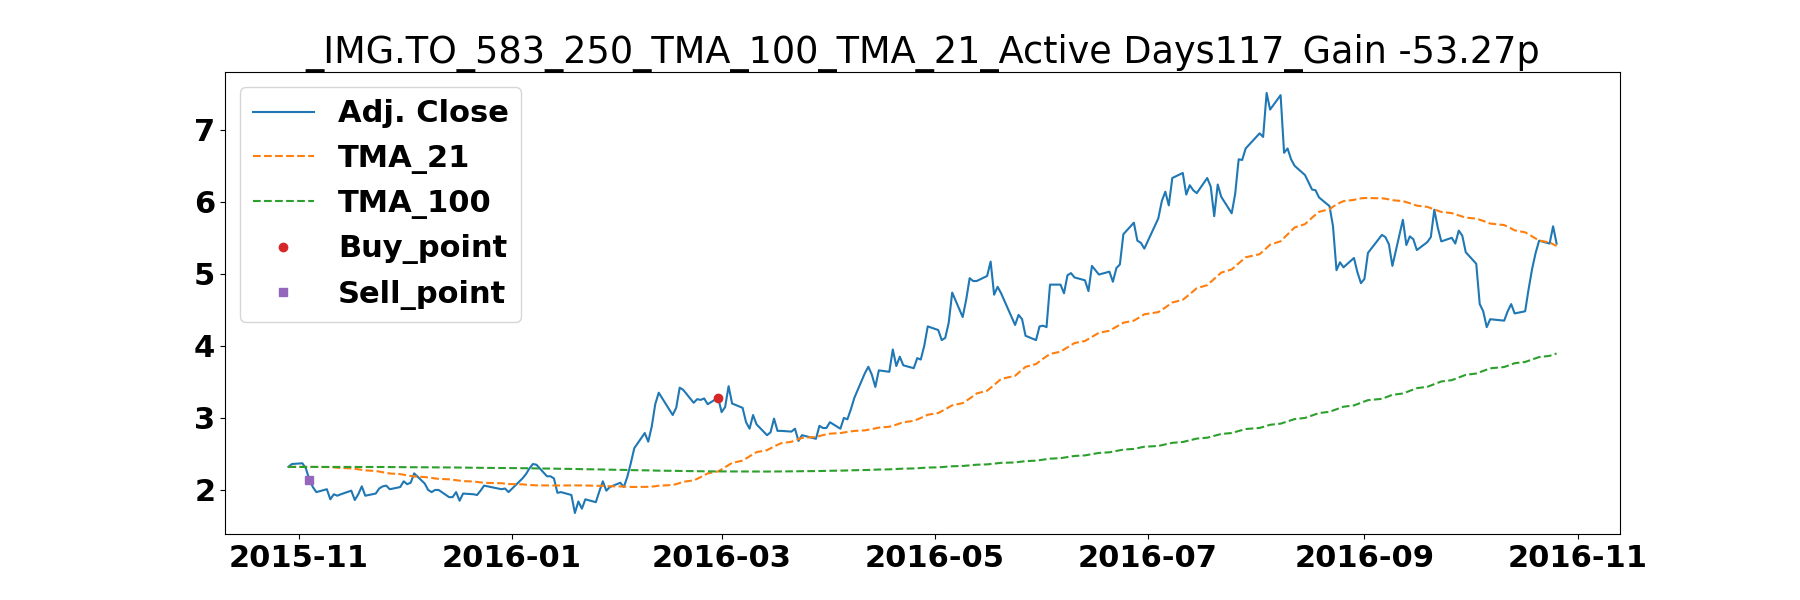 _IMG.TO_583_250_TMA_100_TMA_21_Active Days117_Gain -53.27p
Adj. Close
TMA_21
TMA_100
Buy_point
Sell_point
7
6
5
4
3
2
2015-11 2016-01 2016-03 2016-05 2016-07 2016-09 2016-11